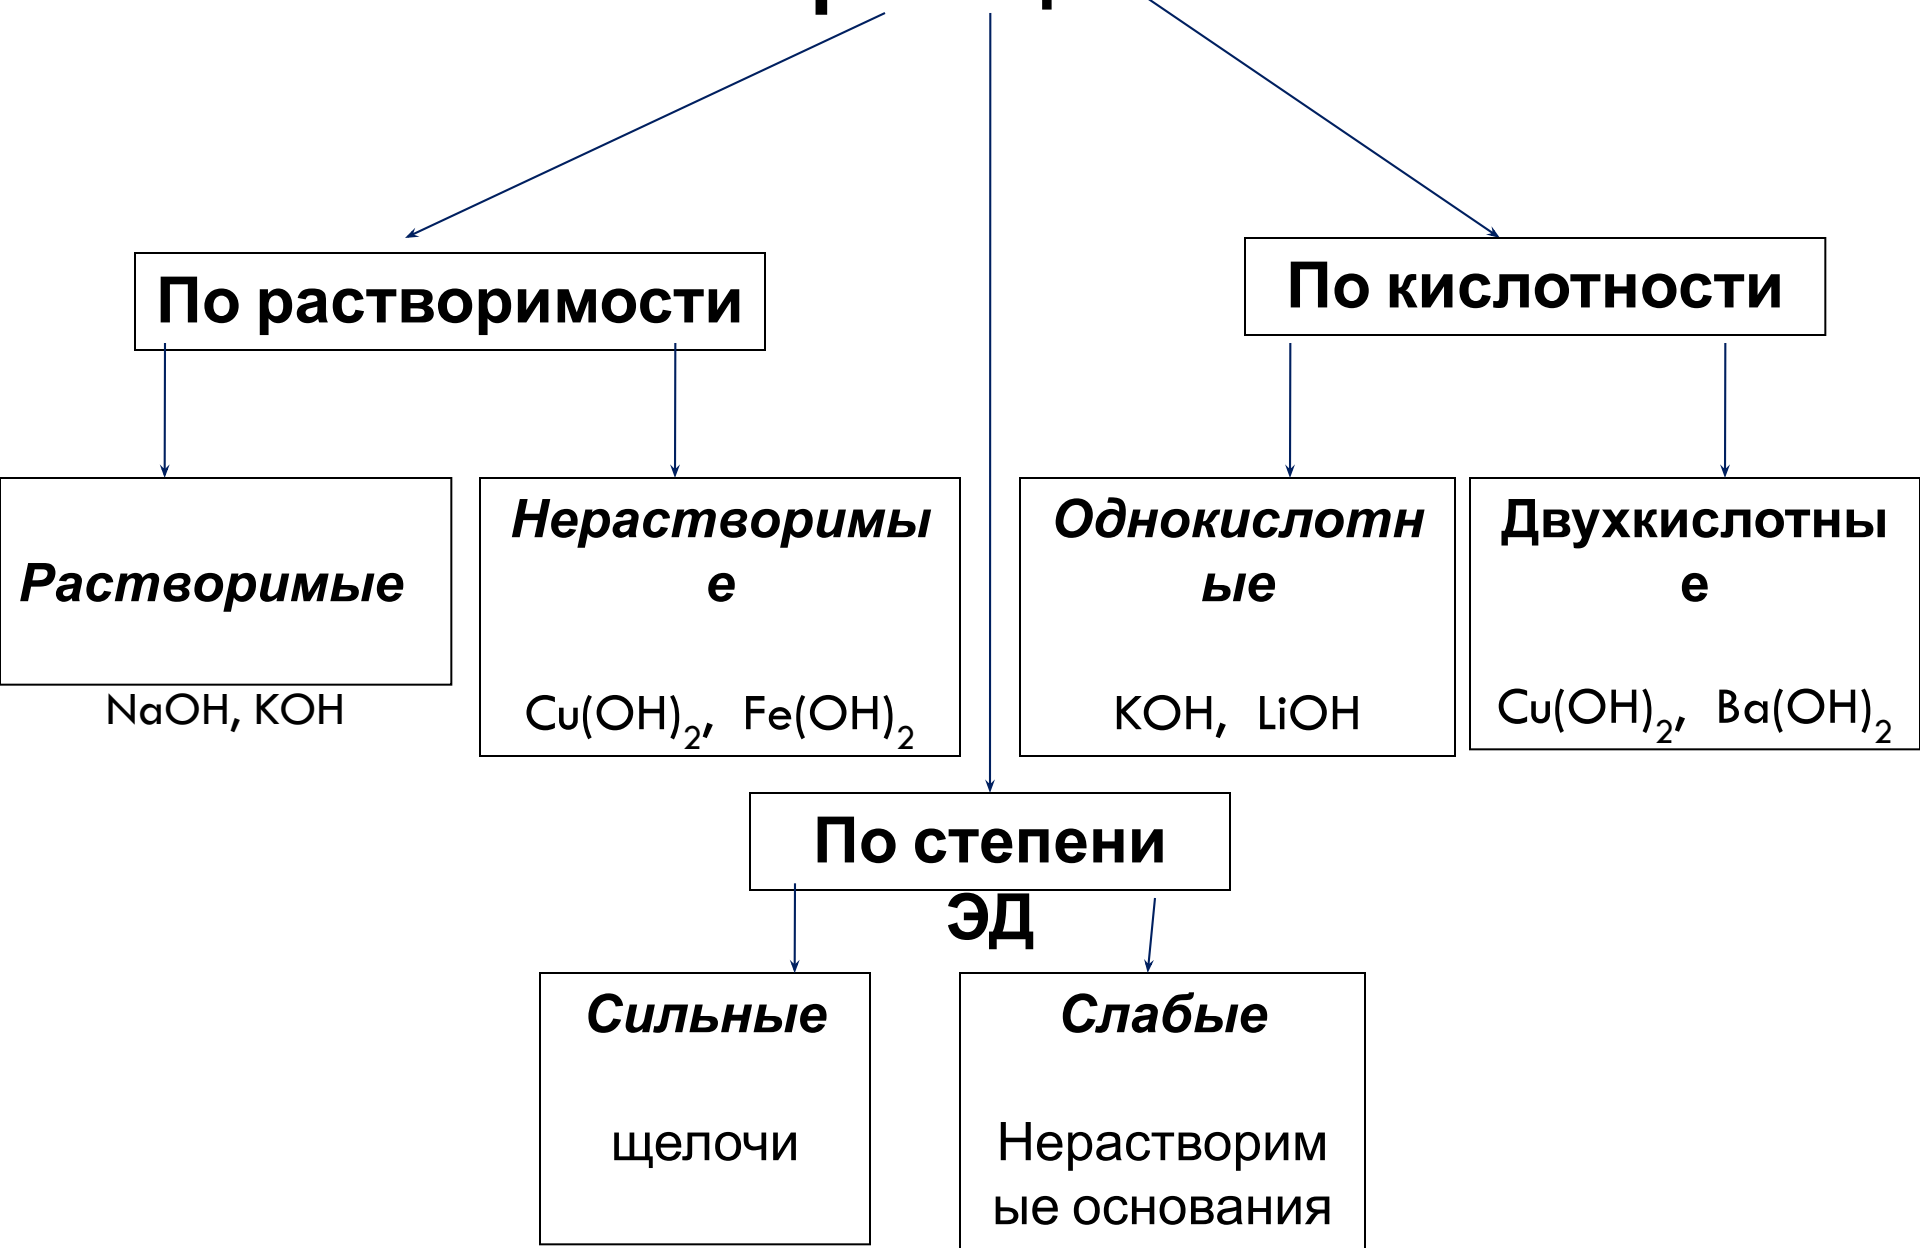 По растворимости
По кислотности
Растворимые
NaOH, KOH
Нерастворимы
е
Cu(OH)₂, Fe(OH)₂
Однокислотн
ые
KOH, LiOH
Двухкислотны
е
Cu(OH)₂, Ba(OH)₂
По степени
ЭД
Сильные
щелочи
Слабые
Нерастворим
ые основания